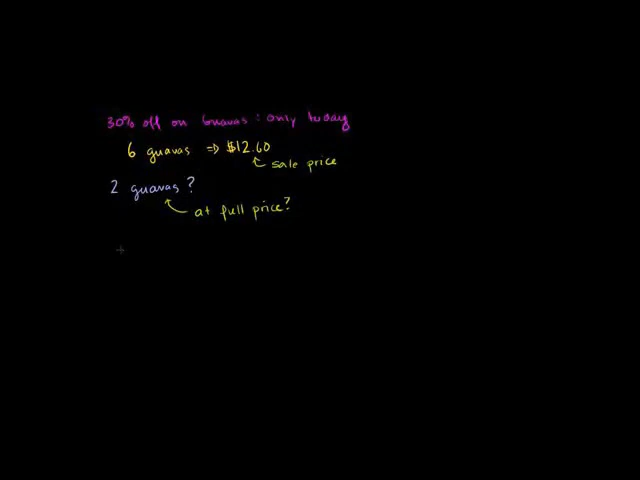 30% off on Guavas : only today
6 guavas ⇒ $12.60
sale price
2 guavas ?
at full price?